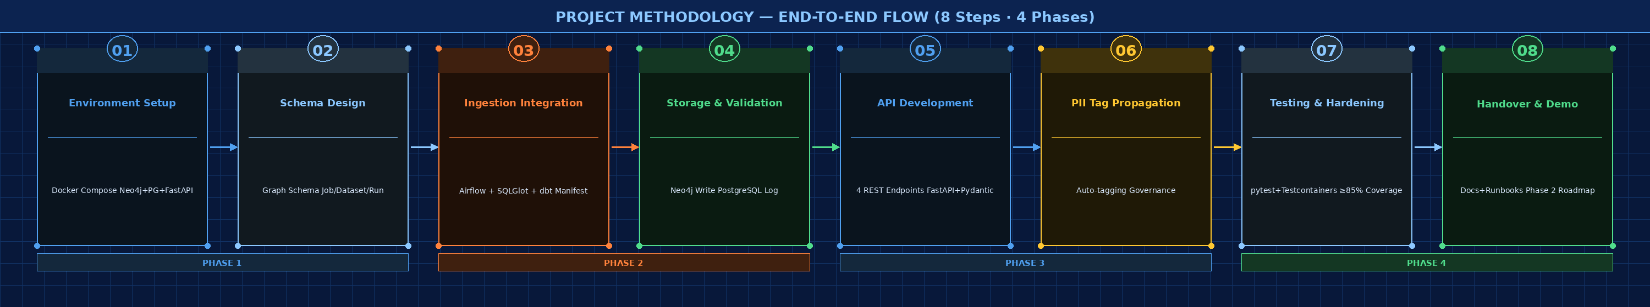 PROJECT METHODOLOGY — END-TO-END FLOW (8 Steps · 4 Phases)
01
Environment Setup
Docker Compose Neo4j+PG+FastAPI
02
Schema Design
Graph Schema Job/Dataset/Run
03
Ingestion Integration
Airflow + SQLGlot + dbt Manifest
04
Storage & Validation
Neo4j Write PostgreSQL Log
05
API Development
4 REST Endpoints FastAPI+Pydantic
06
PII Tag Propagation
Auto-tagging Governance
07
Testing & Hardening
pytest+Testcontainers ≥85% Coverage
08
Handover & Demo
Docs+Runbooks Phase 2 Roadmap
PHASE 1
PHASE 2
PHASE 3
PHASE 4